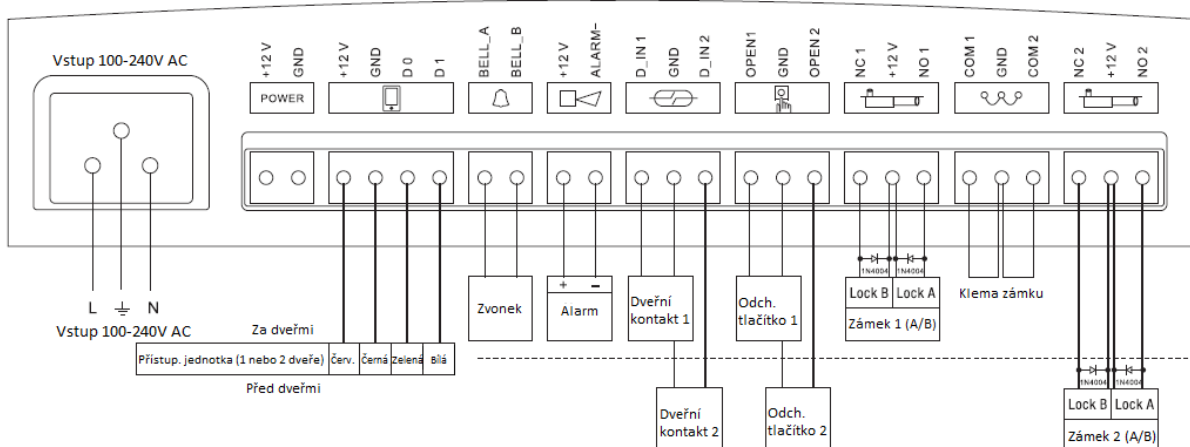 Vstup 100-240V AC
+12 V
GND
+12 V
GND
D 0
D 1
BELL_A
BELL_B
+12 V
ALARM-
D_IN 1
GND
D_IN 2
OPEN1
GND
OPEN 2
NC 1
+12 V
NO 1
COM 1
GND
COM 2
NC 2
+12 V
NO 2
POWER
L
N
Vstup 100-240V AC
Za dveřmi
Přístup. jednotka (1 nebo 2 dveře)
Červ.
Černá
Zelená
Bílá
Před dveřmi
Zvonek
+ −
Alarm
Dveřní
kontakt 1
Odch.
tlačítko 1
1N4004
1N4004
Lock B
Lock A
Zámek 1 (A/B)
Klema zámku
Dveřní
kontakt 2
Odch.
tlačítko 2
1N4004
1N4004
Lock B
Lock A
Zámek 2 (A/B)